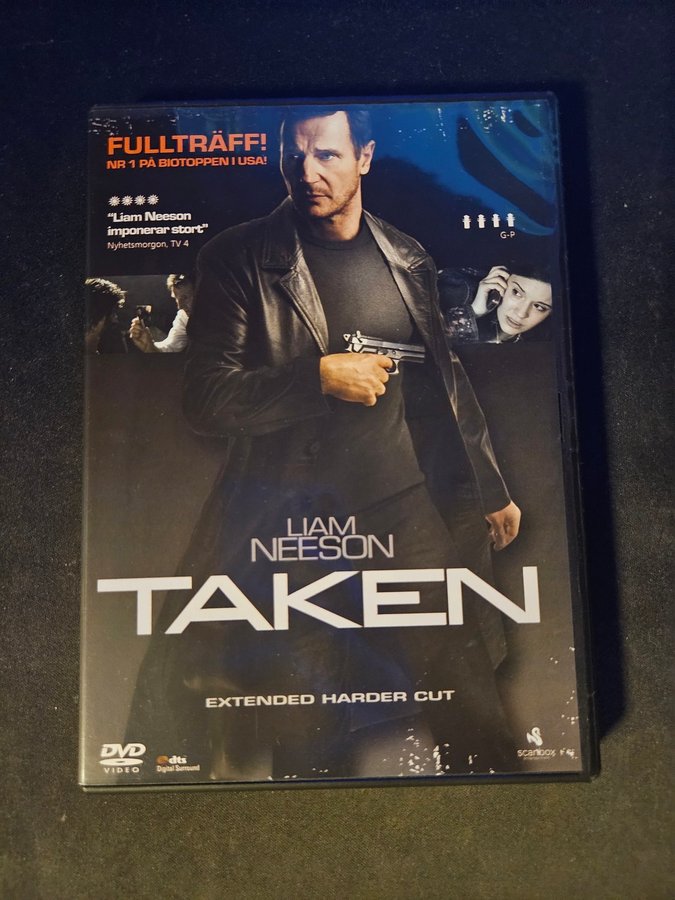 FULLTRÄFF!
NR 1 PÅ BIOTOPPEN I USA!
"Liam Neeson
imponerar stort"
Nyhetsmorgon, TV 4
G-P
LIAM
NEESON
TAKEN
EXTENDED HARDER CUT
DVD
VIDEO
dts
Digital Surround
scanbox